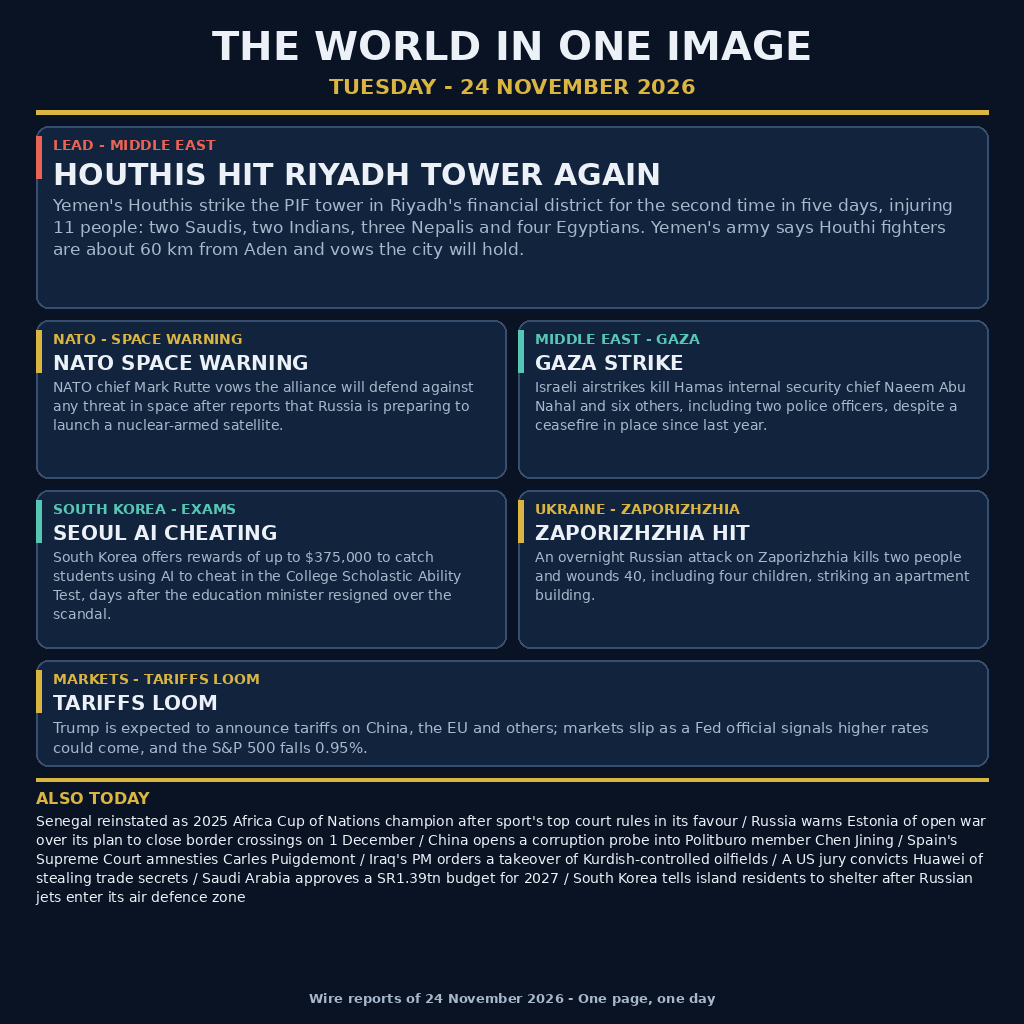 THE WORLD IN ONE IMAGE
TUESDAY - 24 NOVEMBER 2026
LEAD - MIDDLE EAST
HOUTHIS HIT RIYADH TOWER AGAIN
Yemen's Houthis strike the PIF tower in Riyadh's financial district for the second time in five days, injuring
11 people: two Saudis, two Indians, three Nepalis and four Egyptians. Yemen's army says Houthi fighters
are about 60 km from Aden and vows the city will hold.
NATO - SPACE WARNING
NATO SPACE WARNING
NATO chief Mark Rutte vows the alliance will defend against
any threat in space after reports that Russia is preparing to
launch a nuclear-armed satellite.
MIDDLE EAST - GAZA
GAZA STRIKE
Israeli airstrikes kill Hamas internal security chief Naeem Abu
Nahal and six others, including two police officers, despite a
ceasefire in place since last year.
SOUTH KOREA - EXAMS
SEOUL AI CHEATING
South Korea offers rewards of up to $375,000 to catch
students using AI to cheat in the College Scholastic Ability
Test, days after the education minister resigned over the
scandal.
UKRAINE - ZAPORIZHZHIA
ZAPORIZHZHIA HIT
An overnight Russian attack on Zaporizhzhia kills two people
and wounds 40, including four children, striking an apartment
building.
MARKETS - TARIFFS LOOM
TARIFFS LOOM
Trump is expected to announce tariffs on China, the EU and others; markets slip as a Fed official signals higher rates
could come, and the S&P 500 falls 0.95%.
ALSO TODAY
Senegal reinstated as 2025 Africa Cup of Nations champion after sport's top court rules in its favour / Russia warns Estonia of open war
over its plan to close border crossings on 1 December / China opens a corruption probe into Politburo member Chen Jining / Spain's
Supreme Court amnesties Carles Puigdemont / Iraq's PM orders a takeover of Kurdish-controlled oilfields / A US jury convicts Huawei of
stealing trade secrets / Saudi Arabia approves a SR1.39tn budget for 2027 / South Korea tells island residents to shelter after Russian
jets enter its air defence zone
Wire reports of 24 November 2026 - One page, one day